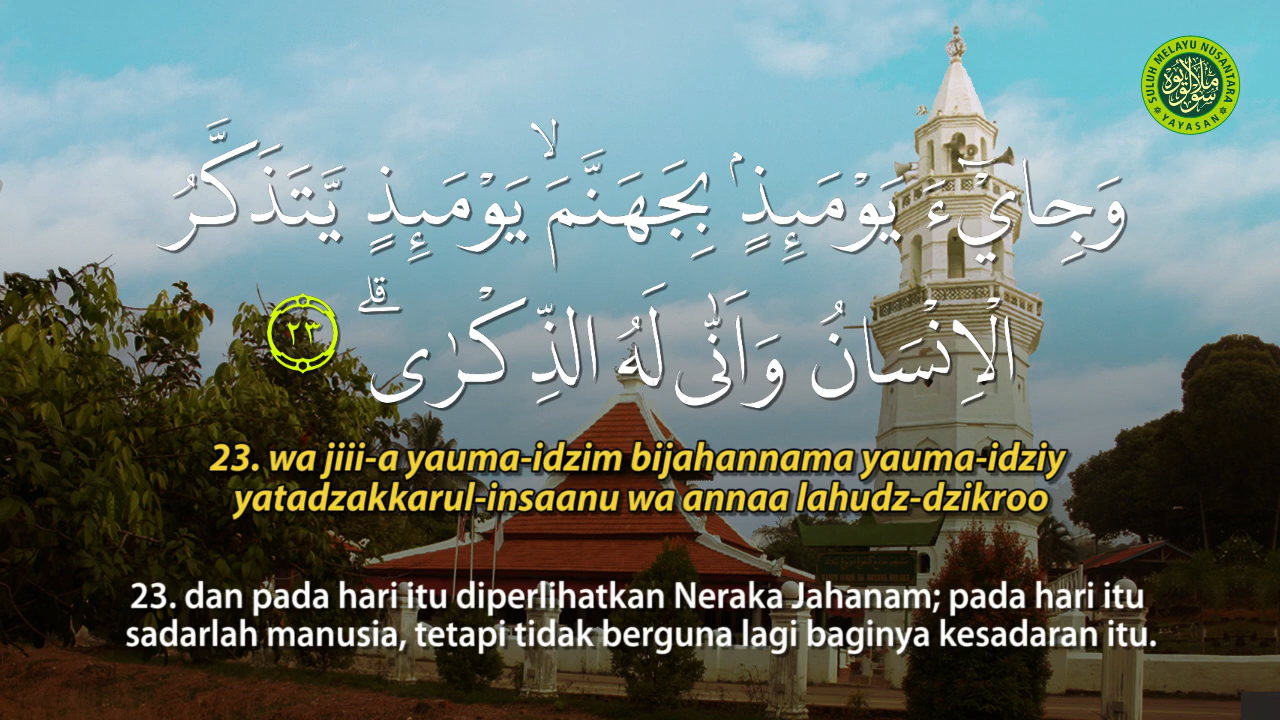 SULUH MELAYU NUSANTARA
YAYASAN
وَجِايْۤءَ يَوْمَىِٕذٍۢ بِجَهَنَّمَۙ يَوْمَىِٕذٍ يَّتَذَكَّرُ
الْاِنْسَانُ وَاَنّٰى لَهُ الذِّكْرٰىۗ ٢٣
23. wa jiii-a yauma-idzim bijahannama yauma-idziy
yatadzakkarul-insaanu wa annaa lahudz-dzikroo
23. dan pada hari itu diperlihatkan Neraka Jahanam; pada hari itu
sadarlah manusia, tetapi tidak berguna lagi baginya kesadaran itu.